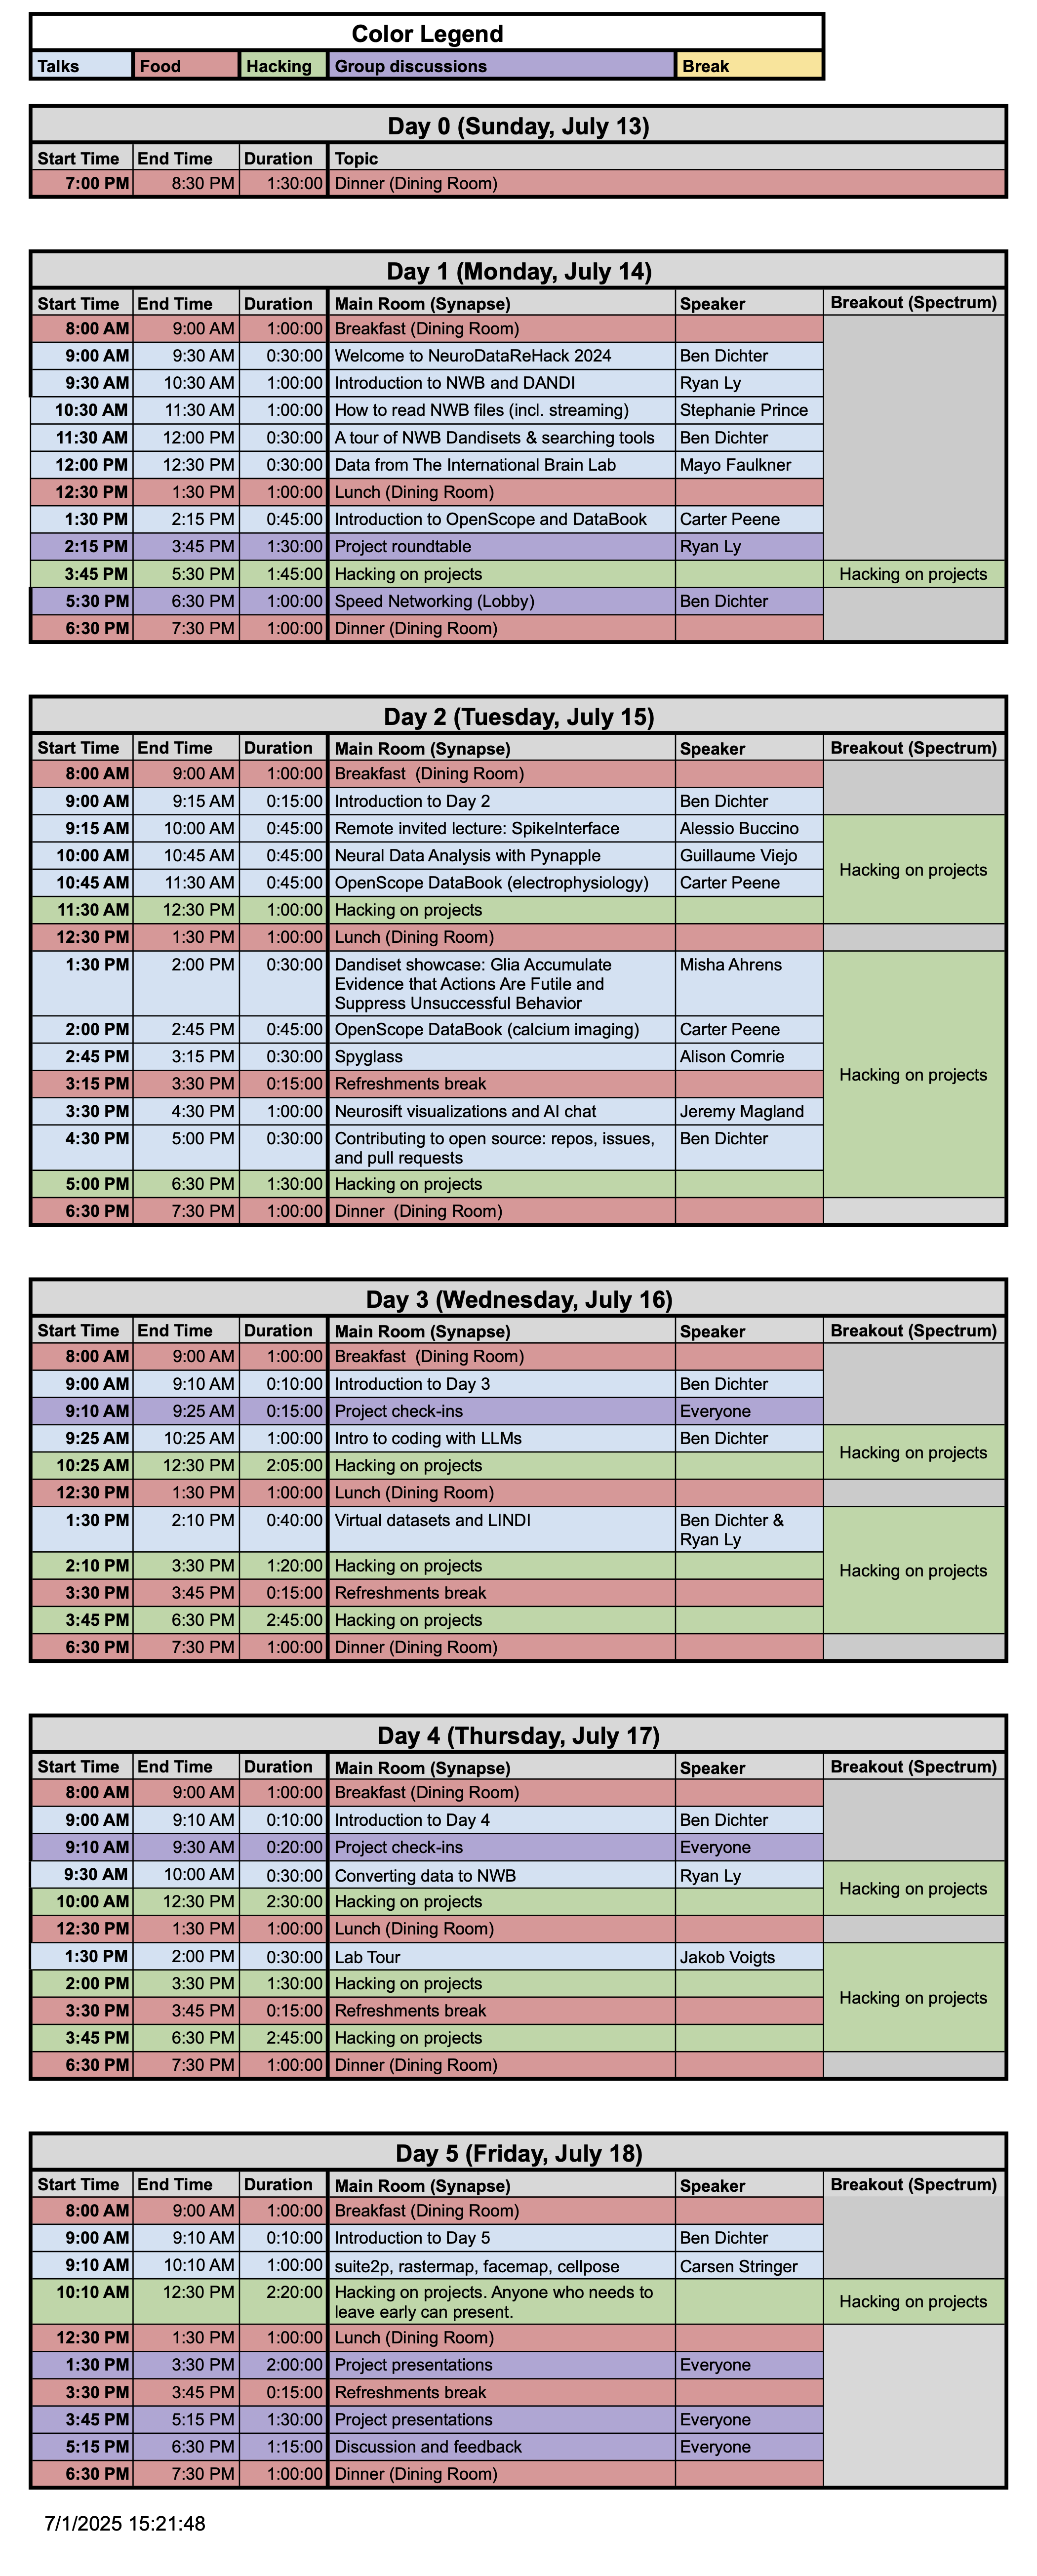 Color Legend
Talks Food Hacking Group discussions Break
Day 0 (Sunday, July 13)
Start Time End Time Duration Topic
7:00 PM 8:30 PM 1:30:00 Dinner (Dining Room)
Day 1 (Monday, July 14)
Start Time End Time Duration Main Room (Synapse) Speaker Breakout (Spectrum)
8:00 AM 9:00 AM 1:00:00 Breakfast (Dining Room)
9:00 AM 9:30 AM 0:30:00 Welcome to NeuroDataReHack 2024 Ben Dichter
9:30 AM 10:30 AM 1:00:00 Introduction to NWB and DANDI Ryan Ly
10:30 AM 11:30 AM 1:00:00 How to read NWB files (incl. streaming) Stephanie Prince
11:30 AM 12:00 PM 0:30:00 A tour of NWB Dandisets & searching tools Ben Dichter
12:00 PM 12:30 PM 0:30:00 Data from The International Brain Lab Mayo Faulkner
12:30 PM 1:30 PM 1:00:00 Lunch (Dining Room)
1:30 PM 2:15 PM 0:45:00 Introduction to OpenScope and DataBook Carter Peene
2:15 PM 3:45 PM 1:30:00 Project roundtable Ryan Ly
3:45 PM 5:30 PM 1:45:00 Hacking on projects Hacking on projects
5:30 PM 6:30 PM 1:00:00 Speed Networking (Lobby) Ben Dichter
6:30 PM 7:30 PM 1:00:00 Dinner (Dining Room)
Day 2 (Tuesday, July 15)
Start Time End Time Duration Main Room (Synapse) Speaker Breakout (Spectrum)
8:00 AM 9:00 AM 1:00:00 Breakfast (Dining Room)
9:00 AM 9:15 AM 0:15:00 Introduction to Day 2 Ben Dichter
9:15 AM 10:00 AM 0:45:00 Remote invited lecture: SpikeInterface Alessio Buccino
10:00 AM 10:45 AM 0:45:00 Neural Data Analysis with Pynapple Guillaume Viejo
Hacking on projects
10:45 AM 11:30 AM 0:45:00 OpenScope DataBook (electrophysiology) Carter Peene
11:30 AM 12:30 PM 1:00:00 Hacking on projects
12:30 PM 1:30 PM 1:00:00 Lunch (Dining Room)
1:30 PM 2:00 PM 0:30:00 Dandiset showcase: Glia Accumulate Misha Ahrens
Evidence that Actions Are Futile and
Suppress Unsuccessful Behavior
2:00 PM 2:45 PM 0:45:00 OpenScope DataBook (calcium imaging) Carter Peene
2:45 PM 3:15 PM 0:30:00 Spyglass Alison Comrie
Hacking on projects
3:15 PM 3:30 PM 0:15:00 Refreshments break
3:30 PM 4:30 PM 1:00:00 Neurosift visualizations and AI chat Jeremy Magland
4:30 PM 5:00 PM 0:30:00 Contributing to open source: repos, issues, Ben Dichter
and pull requests
5:00 PM 6:30 PM 1:30:00 Hacking on projects
6:30 PM 7:30 PM 1:00:00 Dinner (Dining Room)
Day 3 (Wednesday, July 16)
Start Time End Time Duration Main Room (Synapse) Speaker Breakout (Spectrum)
8:00 AM 9:00 AM 1:00:00 Breakfast (Dining Room)
9:00 AM 9:10 AM 0:10:00 Introduction to Day 3 Ben Dichter
9:10 AM 9:25 AM 0:15:00 Project check-ins Everyone
9:25 AM 10:25 AM 1:00:00 Intro to coding with LLMs Ben Dichter
Hacking on projects
10:25 AM 12:30 PM 2:05:00 Hacking on projects
12:30 PM 1:30 PM 1:00:00 Lunch (Dining Room)
1:30 PM 2:10 PM 0:40:00 Virtual datasets and LINDI Ben Dichter &
Ryan Ly
2:10 PM 3:30 PM 1:20:00 Hacking on projects
Hacking on projects
3:30 PM 3:45 PM 0:15:00 Refreshments break
3:45 PM 6:30 PM 2:45:00 Hacking on projects
6:30 PM 7:30 PM 1:00:00 Dinner (Dining Room)
Day 4 (Thursday, July 17)
Start Time End Time Duration Main Room (Synapse) Speaker Breakout (Spectrum)
8:00 AM 9:00 AM 1:00:00 Breakfast (Dining Room)
9:00 AM 9:10 AM 0:10:00 Introduction to Day 4 Ben Dichter
9:10 AM 9:30 AM 0:20:00 Project check-ins Everyone
9:30 AM 10:00 AM 0:30:00 Converting data to NWB Ryan Ly
Hacking on projects
10:00 AM 12:30 PM 2:30:00 Hacking on projects
12:30 PM 1:30 PM 1:00:00 Lunch (Dining Room)
1:30 PM 2:00 PM 0:30:00 Lab Tour Jakob Voigts
2:00 PM 3:30 PM 1:30:00 Hacking on projects
Hacking on projects
3:30 PM 3:45 PM 0:15:00 Refreshments break
3:45 PM 6:30 PM 2:45:00 Hacking on projects
6:30 PM 7:30 PM 1:00:00 Dinner (Dining Room)
Day 5 (Friday, July 18)
Start Time End Time Duration Main Room (Synapse) Speaker Breakout (Spectrum)
8:00 AM 9:00 AM 1:00:00 Breakfast (Dining Room)
9:00 AM 9:10 AM 0:10:00 Introduction to Day 5 Ben Dichter
9:10 AM 10:10 AM 1:00:00 suite2p, rastermap, facemap, cellpose Carsen Stringer
10:10 AM 12:30 PM 2:20:00 Hacking on projects. Anyone who needs to Hacking on projects
leave early can present.
12:30 PM 1:30 PM 1:00:00 Lunch (Dining Room)
1:30 PM 3:30 PM 2:00:00 Project presentations Everyone
3:30 PM 3:45 PM 0:15:00 Refreshments break
3:45 PM 5:15 PM 1:30:00 Project presentations Everyone
5:15 PM 6:30 PM 1:15:00 Discussion and feedback Everyone
6:30 PM 7:30 PM 1:00:00 Dinner (Dining Room)
7/1/2025 15:21:48